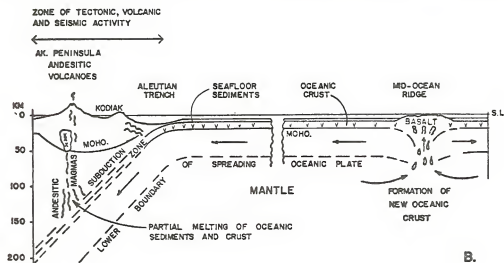 ZONE OF TECTONIC, VOLCANIC
AND SEISMIC ACTIVITY
AK. PENINSULA
ANDESITIC
VOLCANOES
KODIAK
ALEUTIAN
TRENCH
SEAFLOOR
SEDIMENTS
OCEANIC
CRUST
MID-OCEAN
RIDGE
KM
0
50
100
150
200
S.L.
BASALT
MOHO.
MOHO.
SUBDUCTION ZONE
ANDESITIC MAGMAS
LOWER BOUNDARY OF SPREADING OCEANIC PLATE
MANTLE
FORMATION OF
NEW OCEANIC
CRUST
PARTIAL MELTING OF OCEANIC
SEDIMENTS AND CRUST
B.